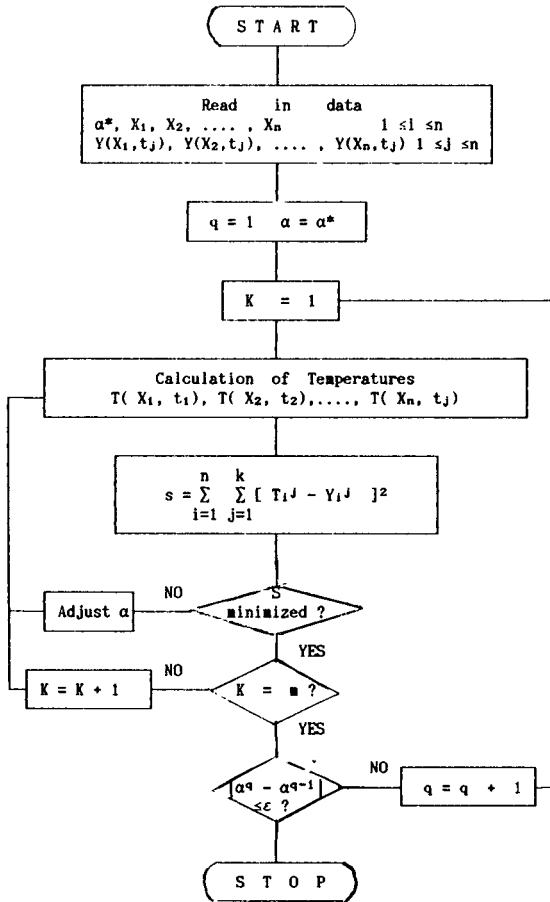 START
Read in data
α*, X₁, X₂, .... , Xn 1 ≤i ≤n
Y(X₁,tj), Y(X₂,tj), .... , Y(Xn,tj) 1 ≤j ≤n
q = 1 α = α*
K = 1
Calculation of Temperatures
T( X₁, t₁), T( X₂, t₂),...., T( Xn, tj)
n k
s = Σ Σ [ Tiʲ - Yiʲ ]²
i=1 j=1
S
NO
Adjust α
minimized ?
YES
NO
K = K + 1
K = m ?
YES
NO
|α^q - α^q-1|
≤ε ?
q = q + 1
STOP